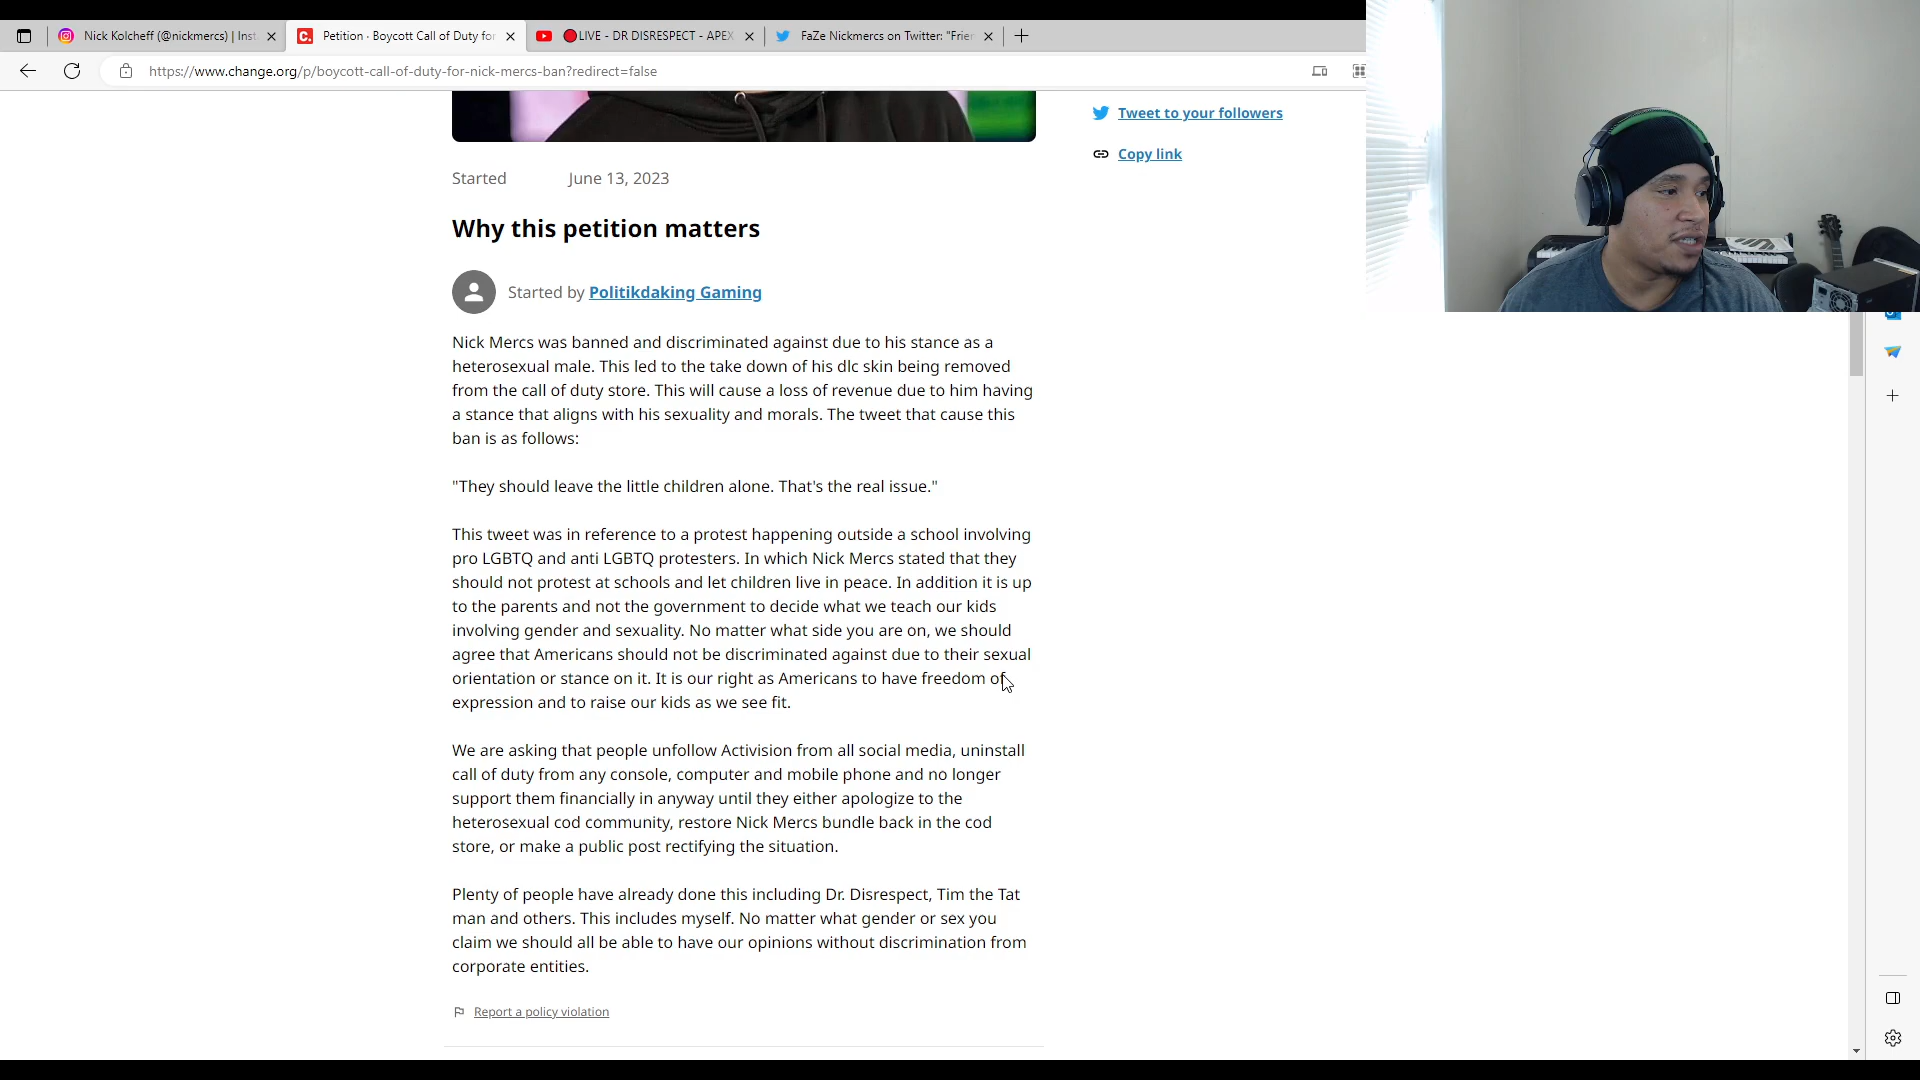 Nick Kolcheff (@nickmercs) | Inst
Petition · Boycott Call of Duty for
LIVE - DR DISRESPECT - APEX
FaZe Nickmercs on Twitter: "Frien
https://www.change.org/p/boycott-call-of-duty-for-nick-mercs-ban?redirect=false
Tweet to your followers
Copy link
Started June 13, 2023
Why this petition matters
Started by Politikdaking Gaming
Nick Mercs was banned and discriminated against due to his stance as a
heterosexual male. This led to the take down of his dlc skin being removed
from the call of duty store. This will cause a loss of revenue due to him having
a stance that aligns with his sexuality and morals. The tweet that cause this
ban is as follows:
"They should leave the little children alone. That's the real issue."
This tweet was in reference to a protest happening outside a school involving
pro LGBTQ and anti LGBTQ protesters. In which Nick Mercs stated that they
should not protest at schools and let children live in peace. In addition it is up
to the parents and not the government to decide what we teach our kids
involving gender and sexuality. No matter what side you are on, we should
agree that Americans should not be discriminated against due to their sexual
orientation or stance on it. It is our right as Americans to have freedom of
expression and to raise our kids as we see fit.
We are asking that people unfollow Activision from all social media, uninstall
call of duty from any console, computer and mobile phone and no longer
support them financially in anyway until they either apologize to the
heterosexual cod community, restore Nick Mercs bundle back in the cod
store, or make a public post rectifying the situation.
Plenty of people have already done this including Dr. Disrespect, Tim the Tat
man and others. This includes myself. No matter what gender or sex you
claim we should all be able to have our opinions without discrimination from
corporate entities.
Report a policy violation